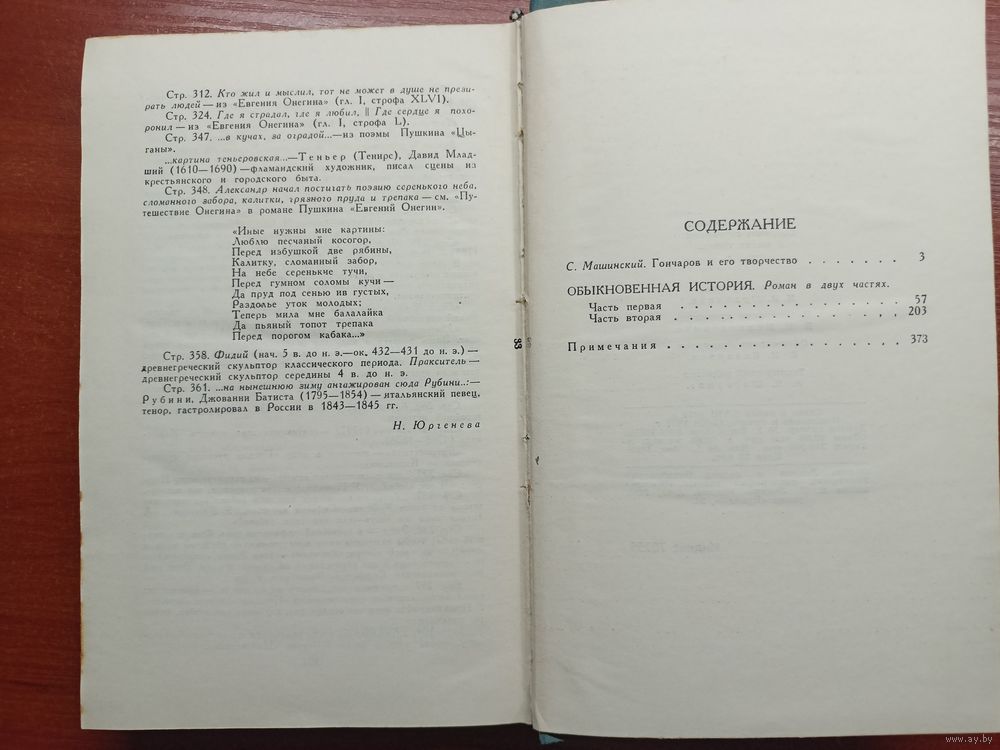 Стр. 312. Кто жил и мыслил, тот не может в душе не прези-
рать людей — из «Евгения Онегина» (гл. I, строфа XLVI).
Стр. 324. Где я страдал, где я любил, || Где сердце я похо-
ронил — из «Евгения Онегина» (гл. I, строфа L).
Стр. 347. ...в кучах, за оградой...—из поэмы Пушкина «Цы-
ганы».
...картина теньеровская...—Теньер (Тенирс), Давид Млад-
ший (1610—1690)—фламандский художник, писал сцены из
крестьянского и городского быта.
Стр. 348. Александр начал постигать поэзию серенького неба,
сломанного забора, калитки, грязного пруда и трепака — см. «Пу-
тешествие Онегина» в романе Пушкина «Евгений Онегин».
«Иные нужны мне картины:
Люблю песчаный косогор,
Перед избушкой две рябины,
Калитку, сломанный забор,
На небе серенькие тучи,
Перед гумном соломы кучи —
Да пруд под сенью ив густых,
Раздолье уток молодых;
Теперь мила мне балалайка
Да пьяный топот трепака
Перед порогом кабака...»
Стр. 358. Фидий (нач. 5 в. до н. э.—ок. 432—431 до н. э.)—
древнегреческий скульптор классического периода. Пракситель —
древнегреческий скульптор середины 4 в. до н. э.
Стр. 361. ...на нынешнюю зиму ангажирован сюда Рубини..:—
Рубини, Джованни Батиста (1795—1854) — итальянский певец,
тенор, гастролировал в России в 1843—1845 гг.
Н. Юргенева
СОДЕРЖАНИЕ
С. Машинский. Гончаров и его творчество . . . . . . . 3
ОБЫКНОВЕННАЯ ИСТОРИЯ. Роман в двух частях.
Часть первая . . . . . . . . . . . . . . . . 57
Часть вторая . . . . . . . . . . . . . . . . 203
Примечания . . . . . . . . . . . . . . . . . 373
www.ay.by